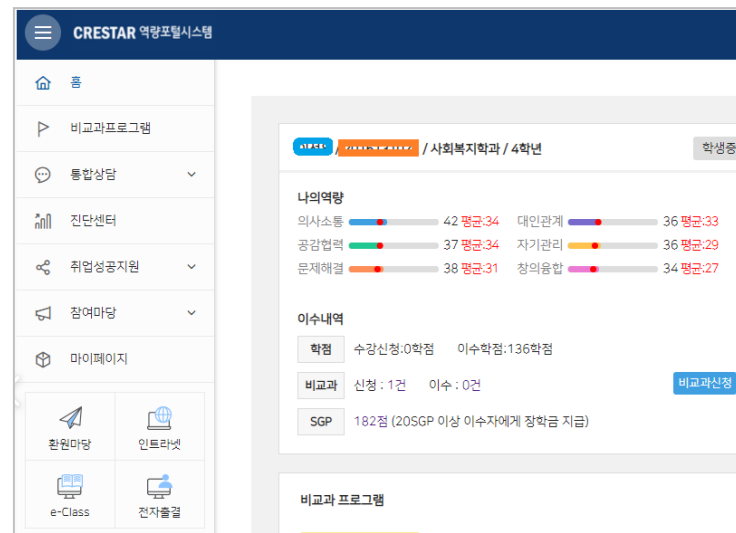 CRESTAR 역량포털시스템
홈
비교과프로그램
통합상담
진단센터
취업성공지원
참여마당
마이페이지
환원마당 인트라넷
e-Class 전자출결
/ / 사회복지학과 / 4학년 학생증
나의역량
의사소통 42 평균:34 대인관계 36 평균:33
공감협력 37 평균:34 자기관리 36 평균:29
문제해결 38 평균:31 창의융합 34 평균:27
이수내역
학점 수강신청:0학점 이수학점:136학점
비교과 신청 : 1건 이수 : 0건 비교과신청
SGP 182점 (20SGP 이상 이수자에게 장학금 지급)
비교과 프로그램